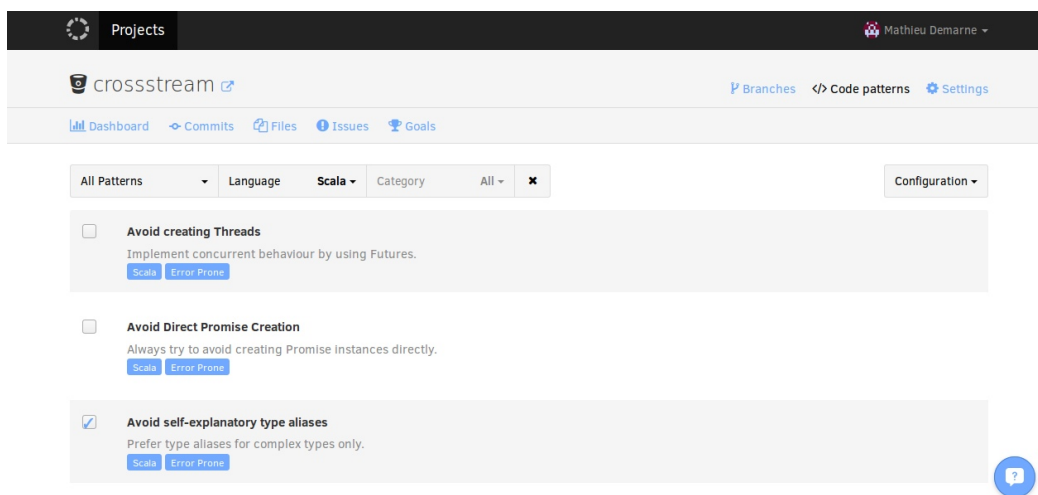 Projects
Mathieu Demarne
crossstream
Branches </> Code patterns Settings
Dashboard Commits Files Issues Goals
All Patterns Language Scala Category All Configuration
Avoid creating Threads
Implement concurrent behaviour by using Futures.
Scala Error Prone
Avoid Direct Promise Creation
Always try to avoid creating Promise instances directly.
Scala Error Prone
Avoid self-explanatory type aliases
Prefer type aliases for complex types only.
Scala Error Prone